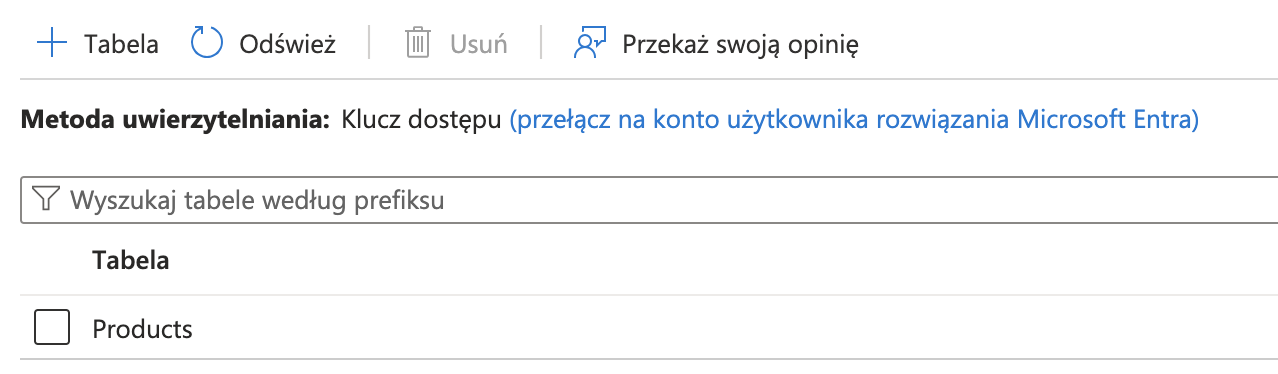 Tabela Odśwież Usuń Przekaż swoją opinię
Metoda uwierzytelniania: Klucz dostępu (przełącz na konto użytkownika rozwiązania Microsoft Entra)
Wyszukaj tabele według prefiksu
Tabela
Products